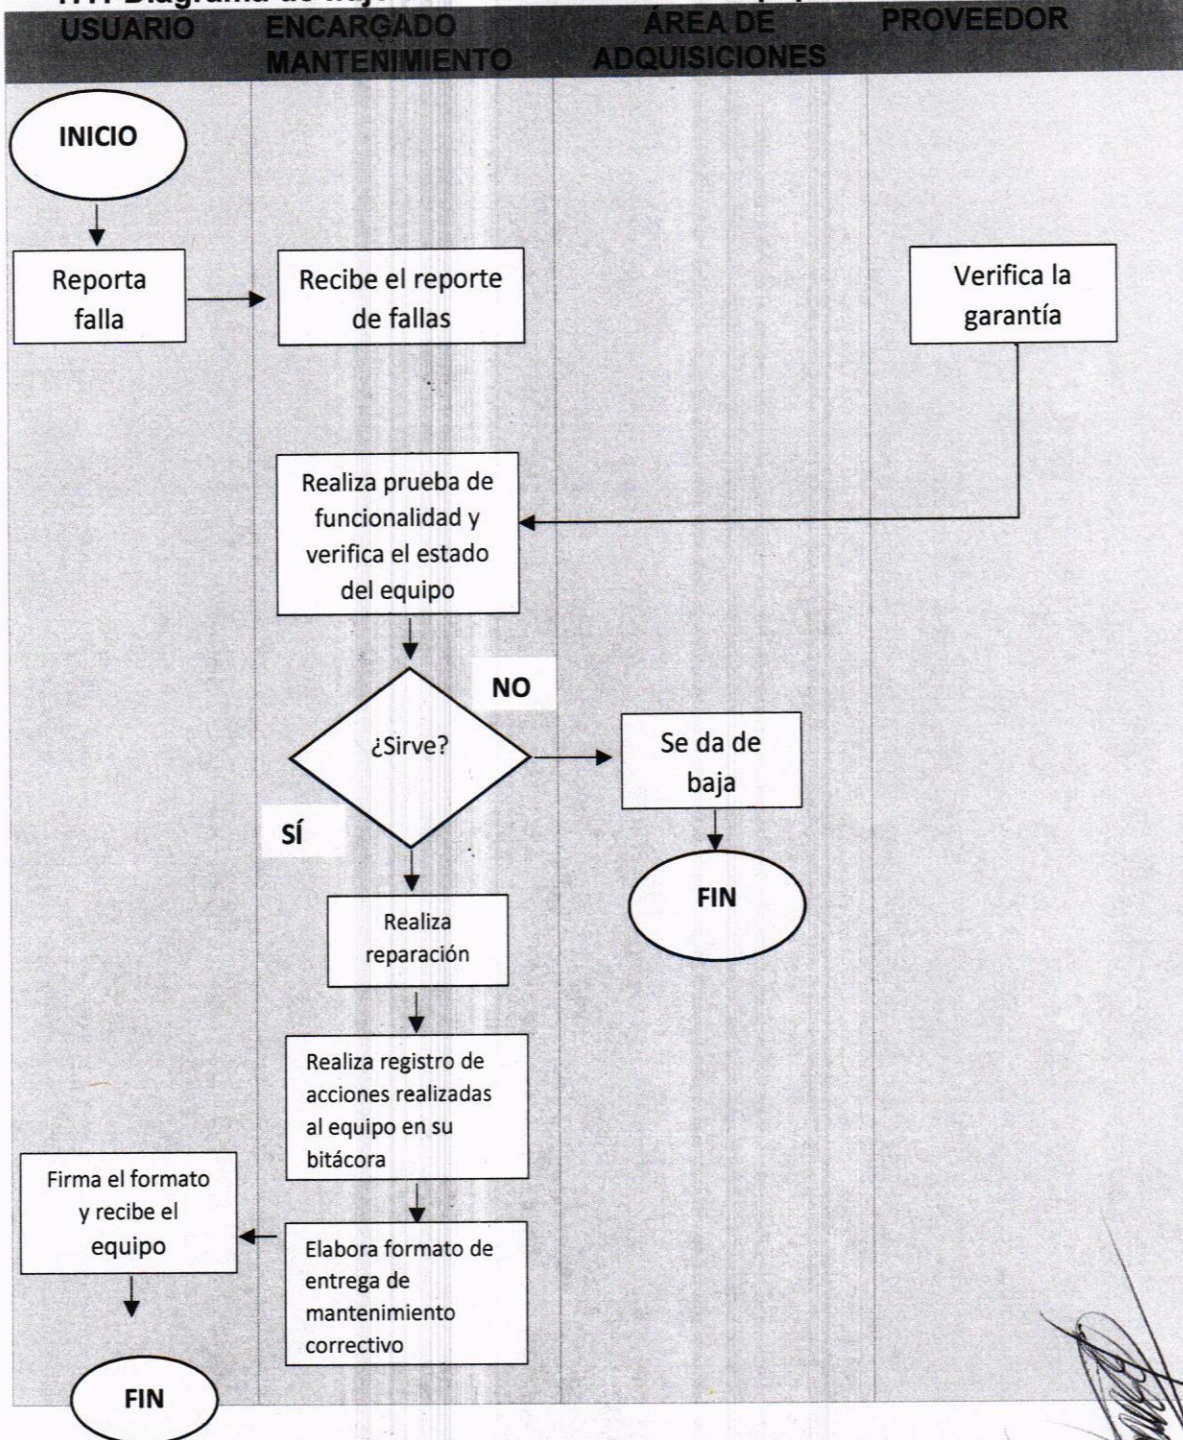 USUARIO
ENCARGADO
MANTENIMIENTO
ÁREA DE
ADQUISICIONES
PROVEEDOR
INICIO
Reporta
falla
Recibe el reporte
de fallas
Verifica la
garantía
Realiza prueba de
funcionalidad y
verifica el estado
del equipo
¿Sirve?
NO
Se da de
baja
SÍ
FIN
Realiza
reparación
Realiza registro de
acciones realizadas
al equipo en su
bitácora
Firma el formato
y recibe el
equipo
Elabora formato de
entrega de
mantenimiento
correctivo
FIN